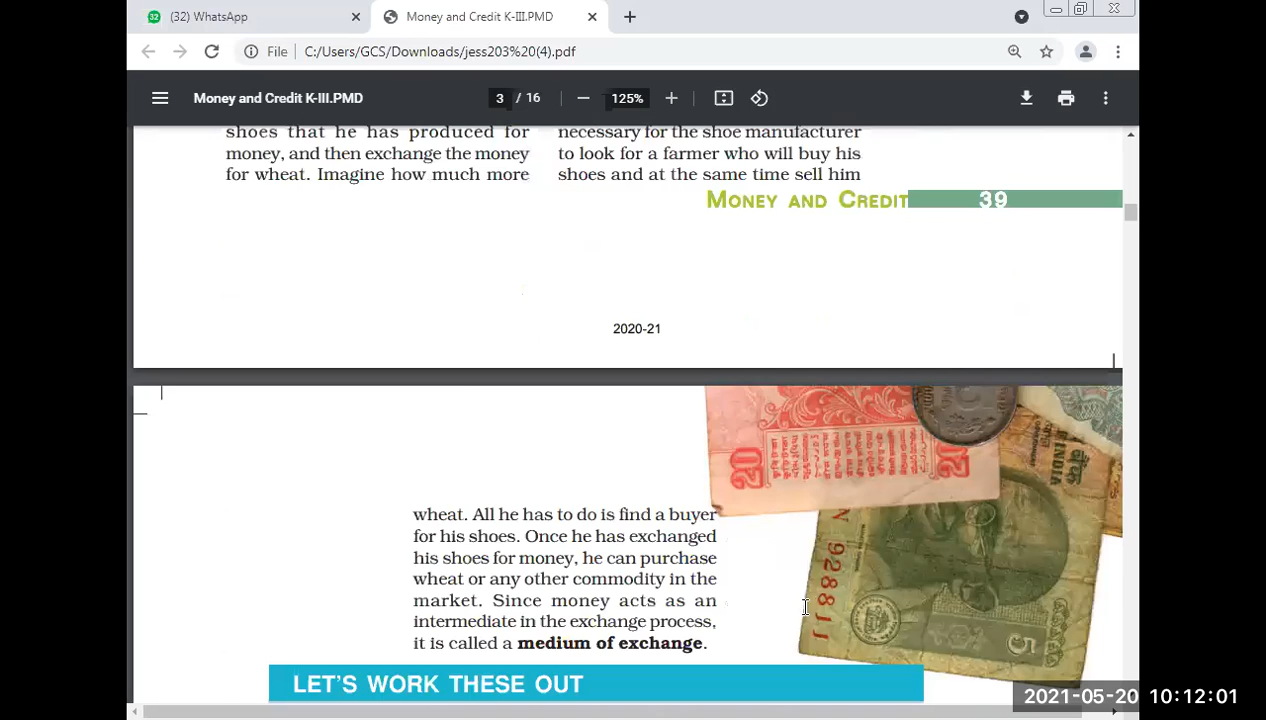 (32) WhatsApp
Money and Credit K-III.PMD
File C:/Users/GCS/Downloads/jess203%20(4).pdf
Money and Credit K-III.PMD
3 / 16
125%
shoes that he has produced for
money, and then exchange the money
for wheat. Imagine how much more
necessary for the shoe manufacturer
to look for a farmer who will buy his
shoes and at the same time sell him
MONEY AND CREDIT 39
2020-21
20
20
INDIA
N 9288JJ
5
wheat. All he has to do is find a buyer
for his shoes. Once he has exchanged
his shoes for money, he can purchase
wheat or any other commodity in the
market. Since money acts as an
intermediate in the exchange process,
it is called a medium of exchange.
LET'S WORK THESE OUT
2021-05-20 10:12:01